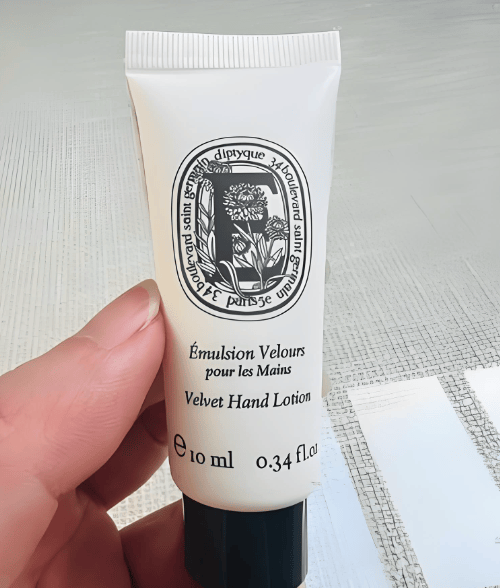 diptyque 34 boulevard saint germain paris 5e 34 boulevard saint germain
E
Émulsion Velours
pour les Mains
Velvet Hand Lotion
e 10 ml 0.34 fl.oz